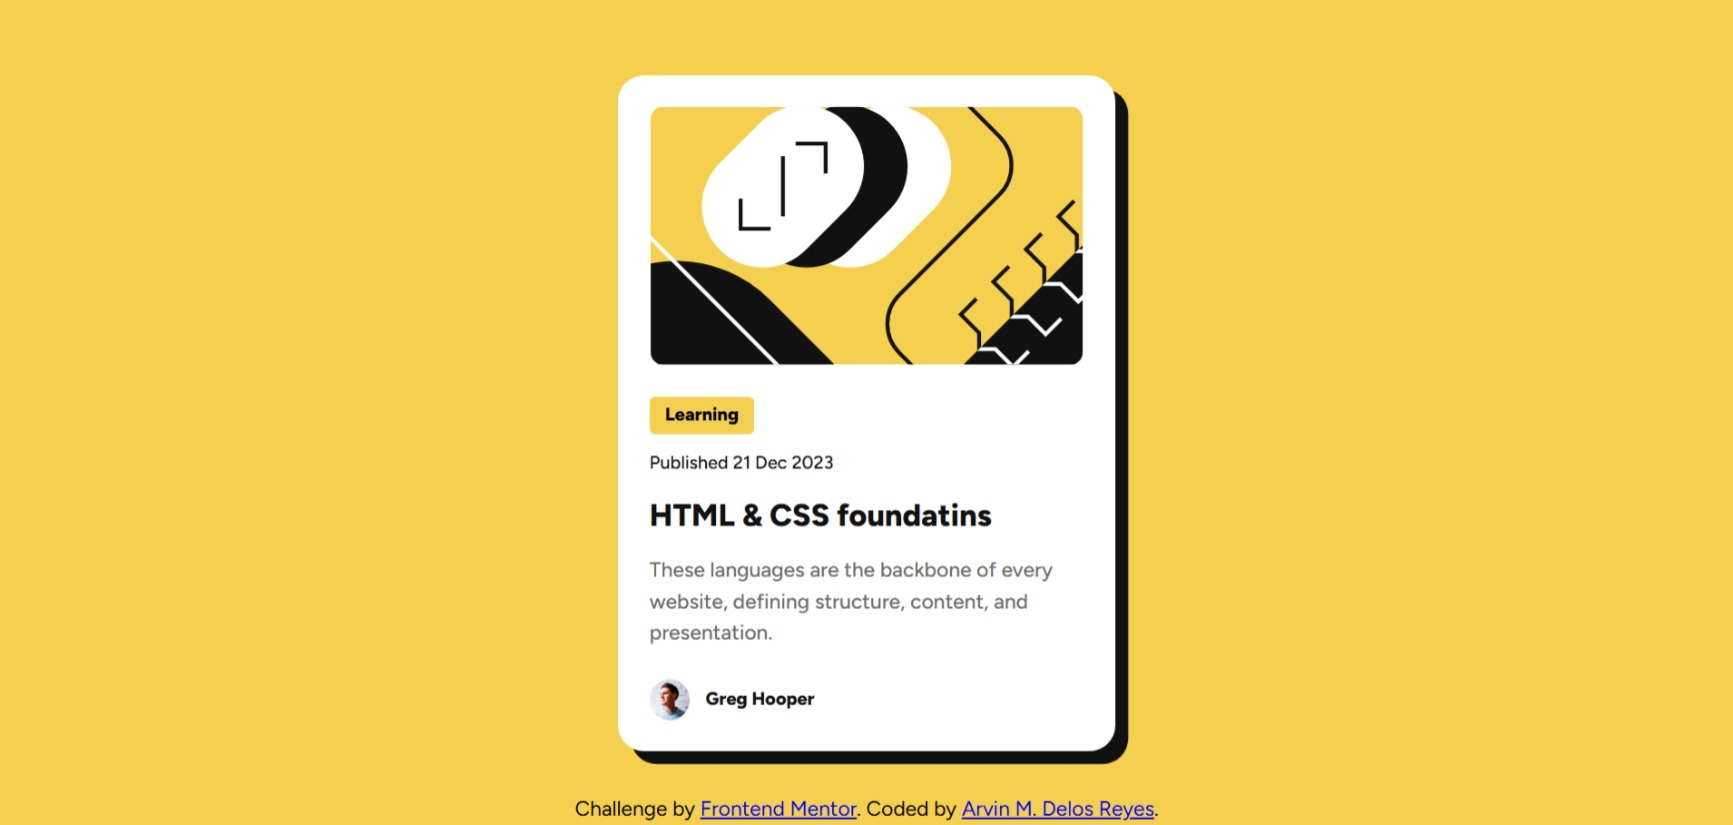 Learning
Published 21 Dec 2023
HTML & CSS foundatins
These languages are the backbone of every
website, defining structure, content, and
presentation.
Greg Hooper
Challenge by Frontend Mentor. Coded by Arvin M. Delos Reyes.